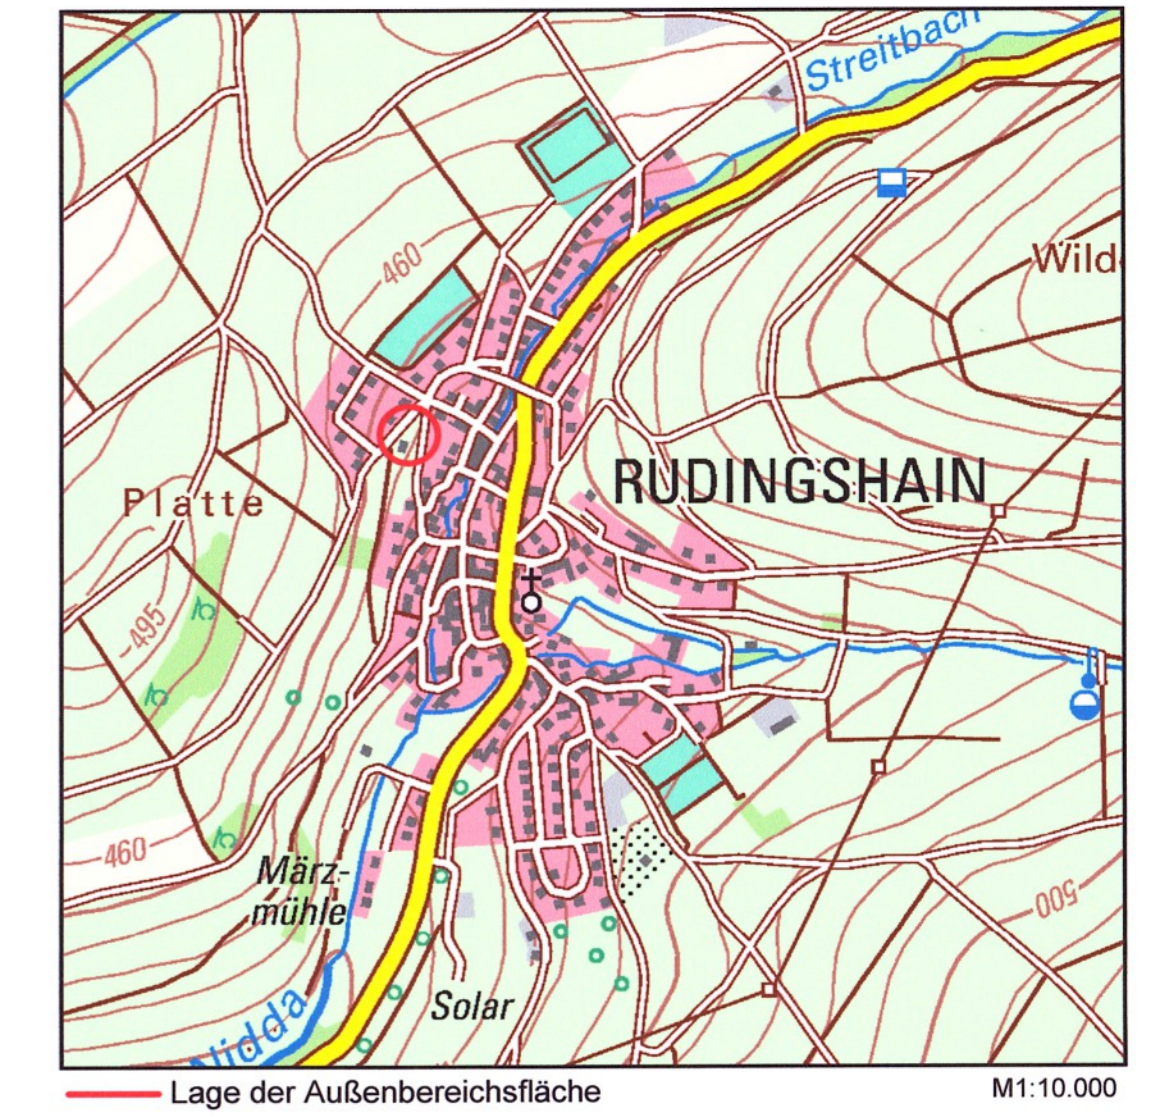 Streitbach
460
Wild
RUDINGSHAIN
Platte
495
460
März-
mühle
500
Solar
Nidda
Lage der Außenbereichsfläche
M1:10.000